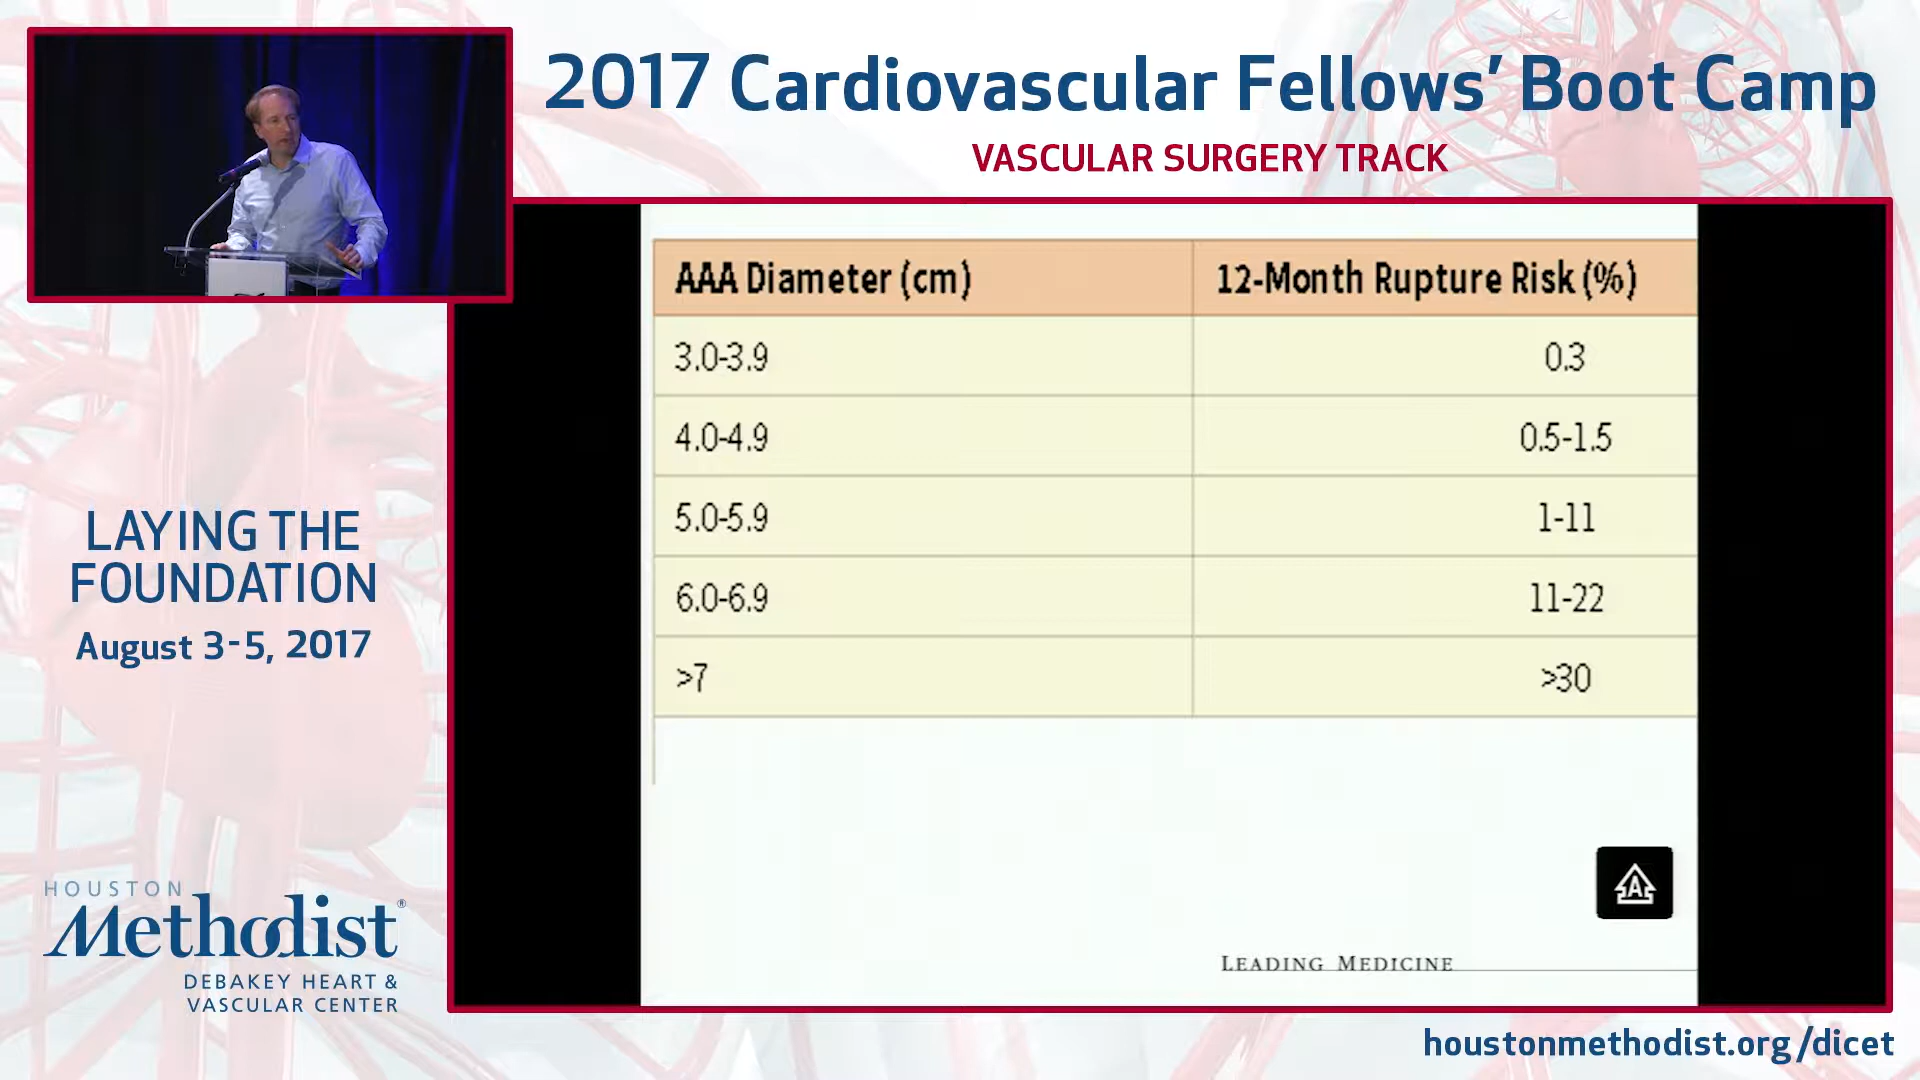 2017 Cardiovascular Fellows’ Boot Camp
VASCULAR SURGERY TRACK
AAA Diameter (cm) 12-Month Rupture Risk (%)
3.0-3.9 0.3
4.0-4.9 0.5-1.5
5.0-5.9 1-11
6.0-6.9 11-22
>7 >30
LEADING MEDICINE
LAYING THE
FOUNDATION
August 3-5, 2017
HOUSTON
Methodist®
DEBAKEY HEART &
VASCULAR CENTER
A
houstonmethodist.org/dicet